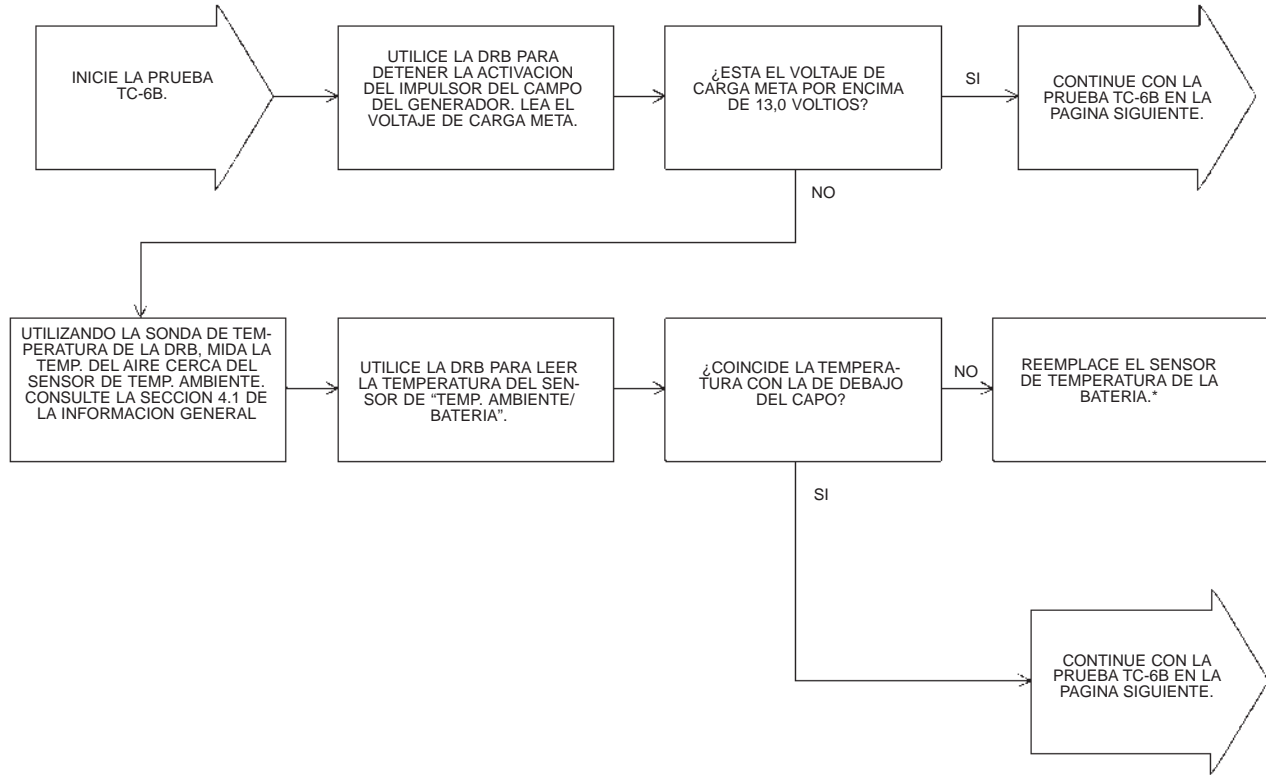 INICIE LA PRUEBA
TC-6B.
UTILICE LA DRB PARA
DETENER LA ACTIVACION
DEL IMPULSOR DEL CAMPO
DEL GENERADOR. LEA EL
VOLTAJE DE CARGA META.
¿ESTA EL VOLTAJE DE
CARGA META POR ENCIMA
DE 13,0 VOLTIOS?
SI
CONTINUE CON LA
PRUEBA TC-6B EN LA
PAGINA SIGUIENTE.
NO
UTILIZANDO LA SONDA DE TEM-
PERATURA DE LA DRB, MIDA LA
TEMP. DEL AIRE CERCA DEL
SENSOR DE TEMP. AMBIENTE.
CONSULTE LA SECCION 4.1 DE
LA INFORMACION GENERAL
UTILICE LA DRB PARA LEER
LA TEMPERATURA DEL SEN-
SOR DE “TEMP. AMBIENTE/
BATERIA”.
¿COINCIDE LA TEMPERA-
TURA CON LA DE DEBAJO
DEL CAPO?
NO
REEMPLACE EL SENSOR
DE TEMPERATURA DE LA
BATERIA.*
SI
CONTINUE CON LA
PRUEBA TC-6B EN LA
PAGINA SIGUIENTE.